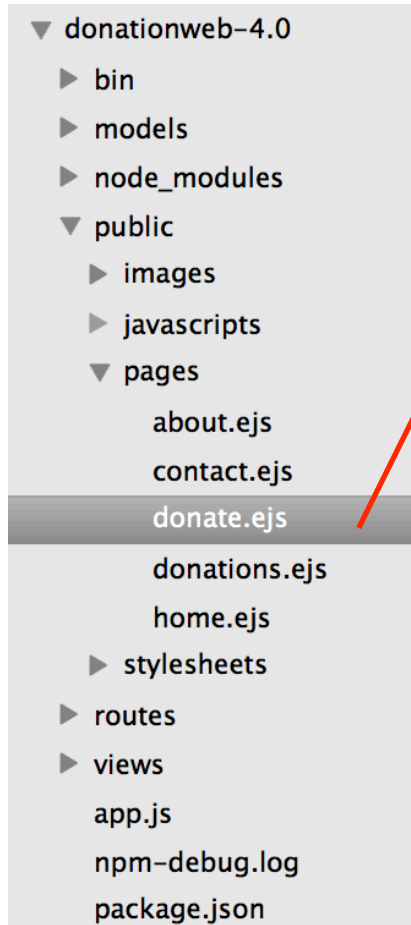 donationweb-4.0
bin
models
node_modules
public
images
javascripts
pages
about.ejs
contact.ejs
donate.ejs
donations.ejs
home.ejs
stylesheets
routes
views
app.js
npm-debug.log
package.json